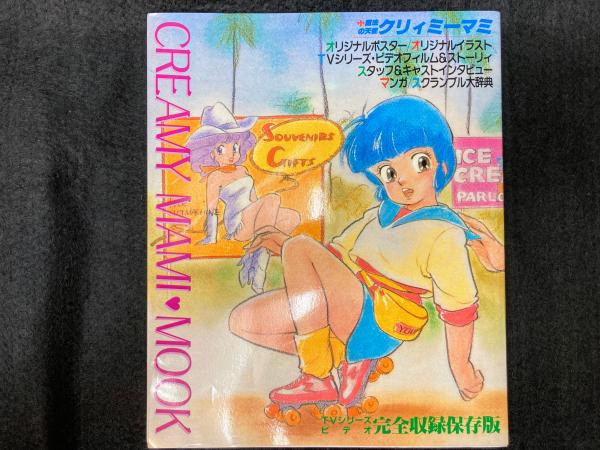 CREAMY MAMI♥MOOK
魔法の天使クリィミーマミ
オリジナルポスター/オリジナルイラスト
TVシリーズ・ビデオフィルム&ストーリィ
スタッフ&キャストインタビュー
マンガ/スクランブル大辞典
SOUVENIRS
GIFTS
ICE
CRE
PARLO
YOU
TVシリーズ
ビデオ
完全収録保存版